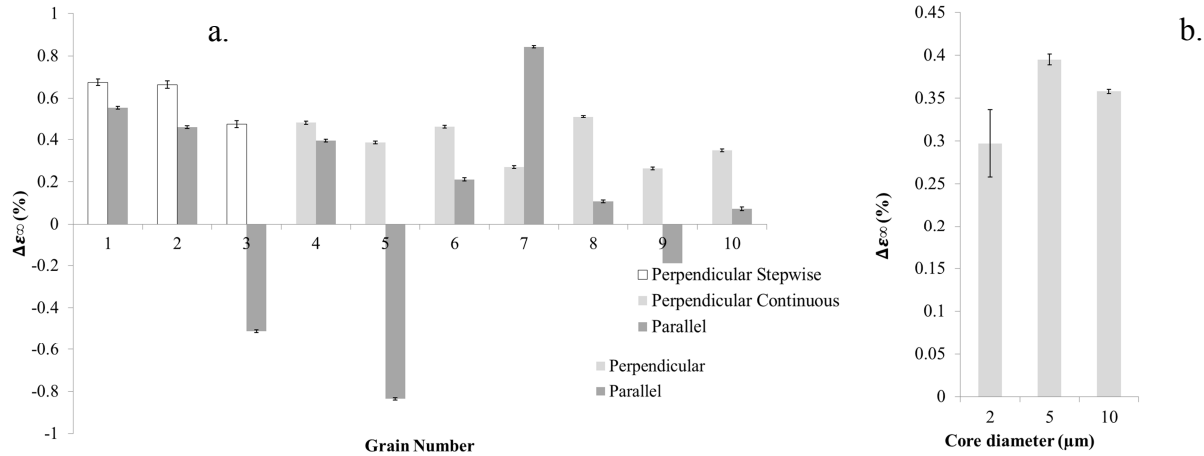 a.
1
0.8
0.6
0.4
0.2
0
-0.2
-0.4
-0.6
-0.8
-1
Δε∞ (%)
1 2 3 4 5 6 7 8 9 10
Perpendicular Stepwise
Perpendicular Continuous
Parallel
Perpendicular
Parallel
Grain Number
b.
0.45
0.4
0.35
0.3
0.25
0.2
0.15
0.1
0.05
0
Δε∞ (%)
2 5 10
Core diameter (µm)